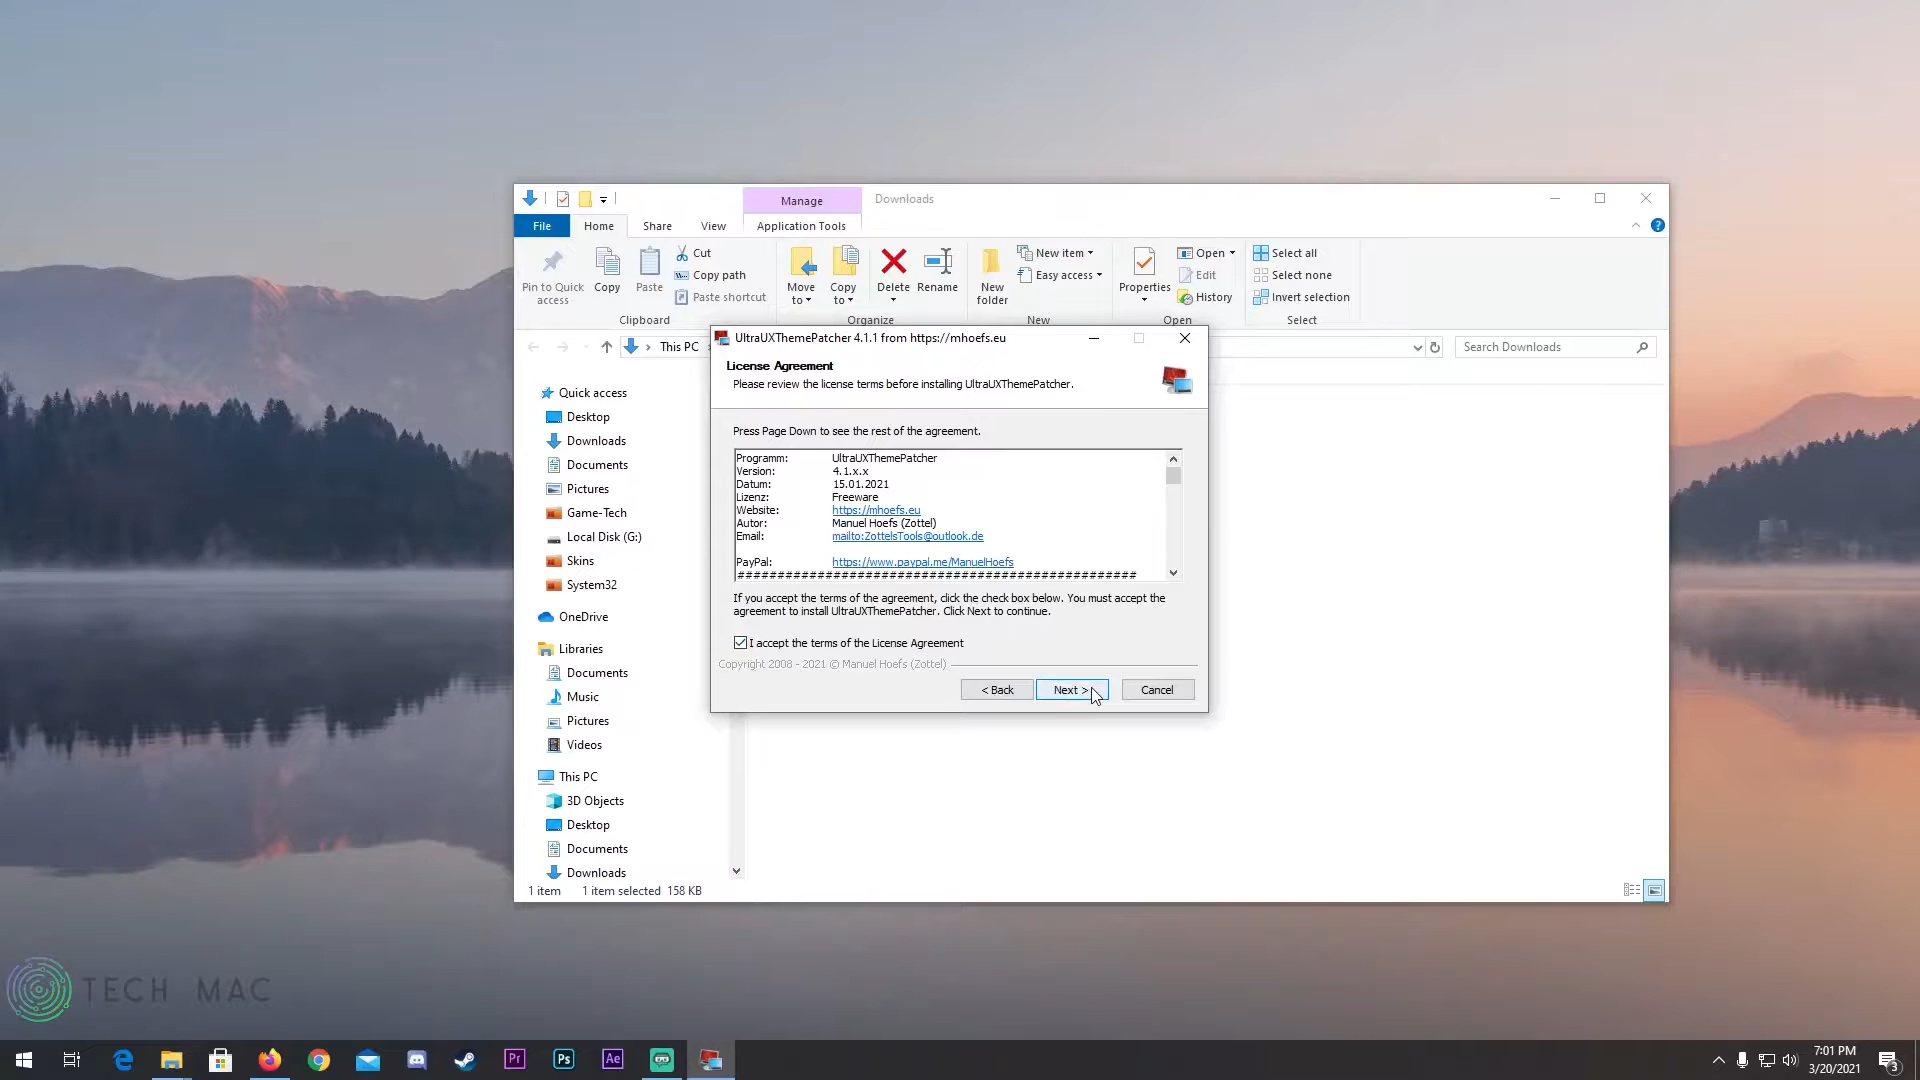 Manage
Downloads
File
Home
Share
View
Application Tools
Pin to Quick
access
Copy
Paste
Cut
Copy path
Paste shortcut
Move
to
Copy
to
Delete
Rename
New
folder
New item
Easy access
Properties
Open
Edit
History
Select all
Select none
Invert selection
Clipboard
Organize
New
Open
Select
This PC
Search Downloads
Quick access
Desktop
Downloads
Documents
Pictures
Game-Tech
Local Disk (G:)
Skins
System32
OneDrive
Libraries
Documents
Music
Pictures
Videos
This PC
3D Objects
Desktop
Documents
Downloads
1 item 1 item selected 158 KB
UltraUXThemePatcher 4.1.1 from https://mhoefs.eu
License Agreement
Please review the license terms before installing UltraUXThemePatcher.
Press Page Down to see the rest of the agreement.
Programm: UltraUXThemePatcher
Version: 4.1.x.x
Datum: 15.01.2021
Lizenz: Freeware
Website: https://mhoefs.eu
Autor: Manuel Hoefs (Zottel)
Email: mailto:ZottelsTools@outlook.de
PayPal: https://www.paypal.me/ManuelHoefs
##################################################
If you accept the terms of the agreement, click the check box below. You must accept the
agreement to install UltraUXThemePatcher. Click Next to continue.
I accept the terms of the License Agreement
Copyright 2008 - 2021 © Manuel Hoefs (Zottel)
< Back
Next >
Cancel
TECH MAC
Pr
Ps
Ae
7:01 PM
3/20/2021
3